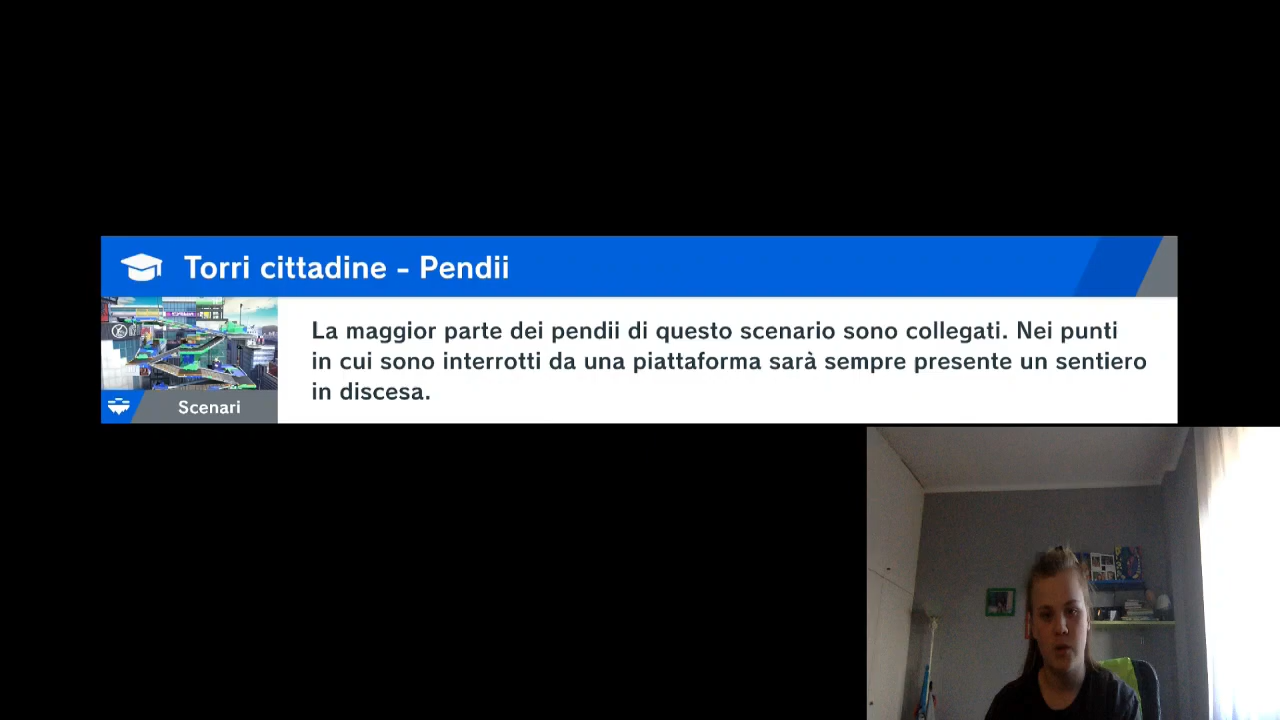 Torri cittadine - Pendii
La maggior parte dei pendii di questo scenario sono collegati. Nei punti
in cui sono interrotti da una piattaforma sarà sempre presente un sentiero
in discesa.
Scenari